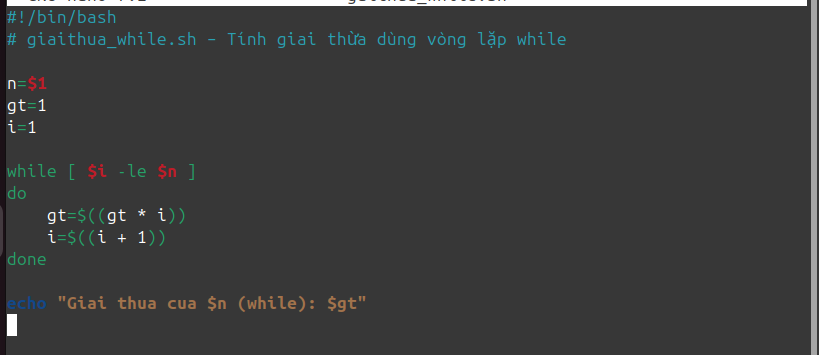 #!/bin/bash
# giaithua_while.sh – Tính giai thừa dùng vòng lặp while
n=$1
gt=1
i=1
while [ $i -le $n ]
do
    gt=$((gt * i))
    i=$((i + 1))
done
echo "Giai thua cua $n (while): $gt"